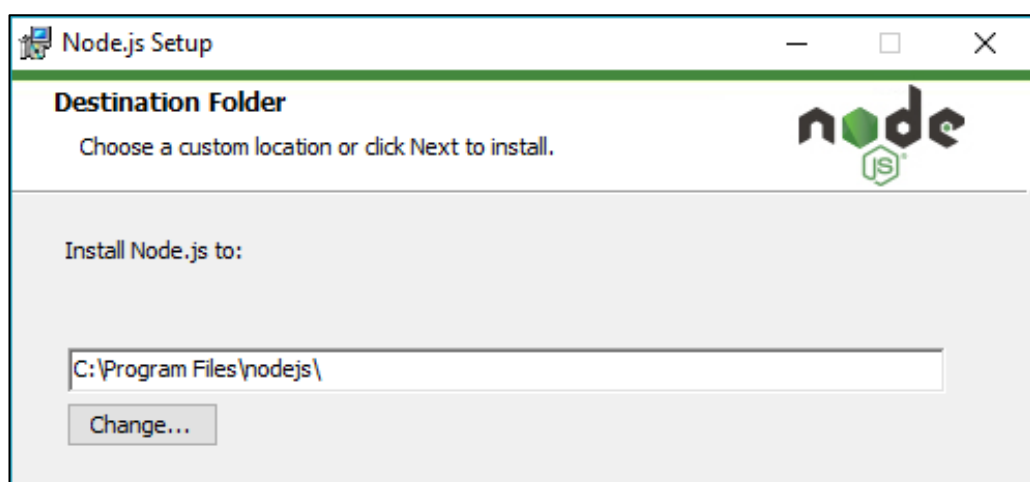 Node.js Setup
Destination Folder
Choose a custom location or click Next to install.
node
JS
Install Node.js to:
C:\Program Files\nodejs\
Change...